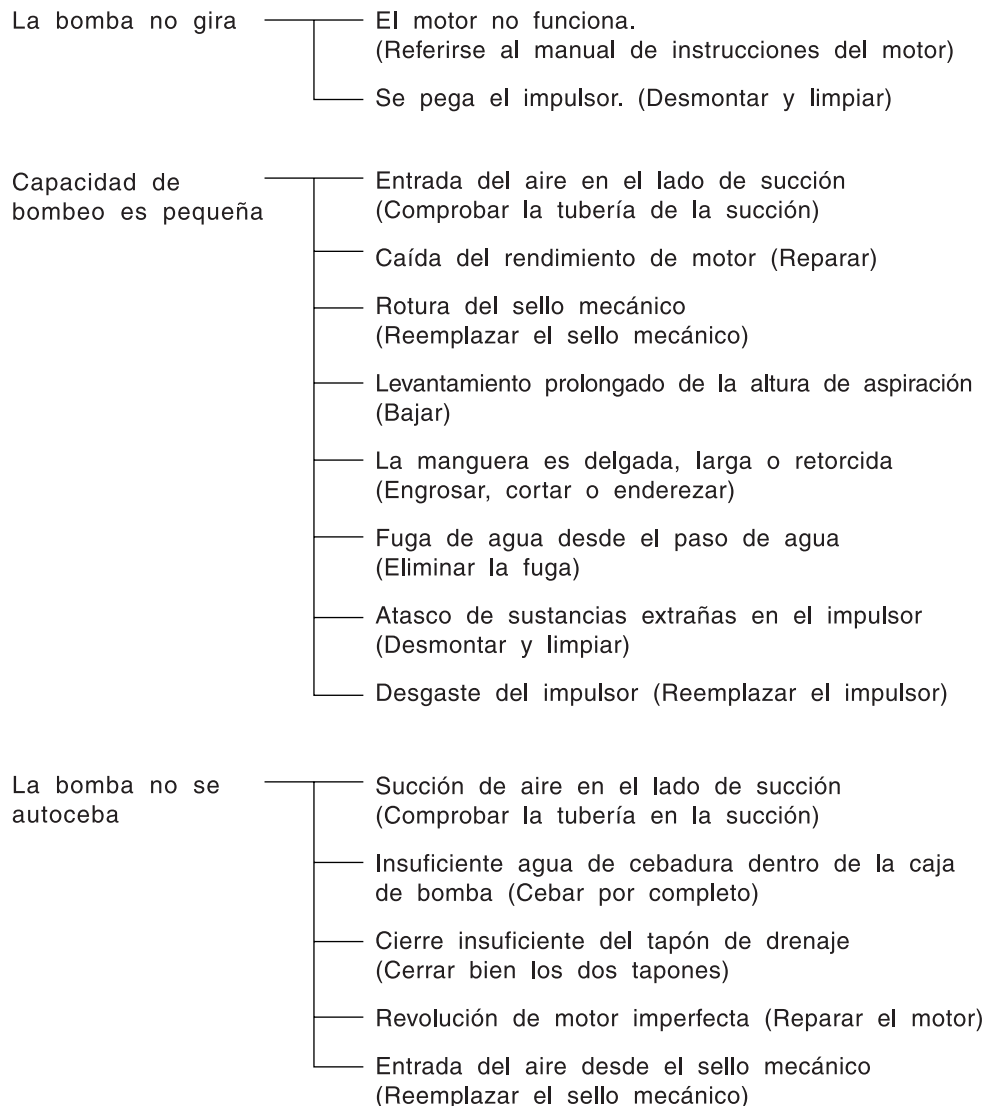 La bomba no gira
El motor no funciona.
(Referirse al manual de instrucciones del motor)
Se pega el impulsor. (Desmontar y limpiar)
Capacidad de
bombeo es pequeña
Entrada del aire en el lado de succión
(Comprobar la tubería de la succión)
Caída del rendimiento de motor (Reparar)
Rotura del sello mecánico
(Reemplazar el sello mecánico)
Levantamiento prolongado de la altura de aspiración
(Bajar)
La manguera es delgada, larga o retorcida
(Engrosar, cortar o enderezar)
Fuga de agua desde el paso de agua
(Eliminar la fuga)
Atasco de sustancias extrañas en el impulsor
(Desmontar y limpiar)
Desgaste del impulsor (Reemplazar el impulsor)
La bomba no se
autoceba
Succión de aire en el lado de succión
(Comprobar la tubería en la succión)
Insuficiente agua de cebadura dentro de la caja
de bomba (Cebar por completo)
Cierre insuficiente del tapón de drenaje
(Cerrar bien los dos tapones)
Revolución de motor imperfecta (Reparar el motor)
Entrada del aire desde el sello mecánico
(Reemplazar el sello mecánico)